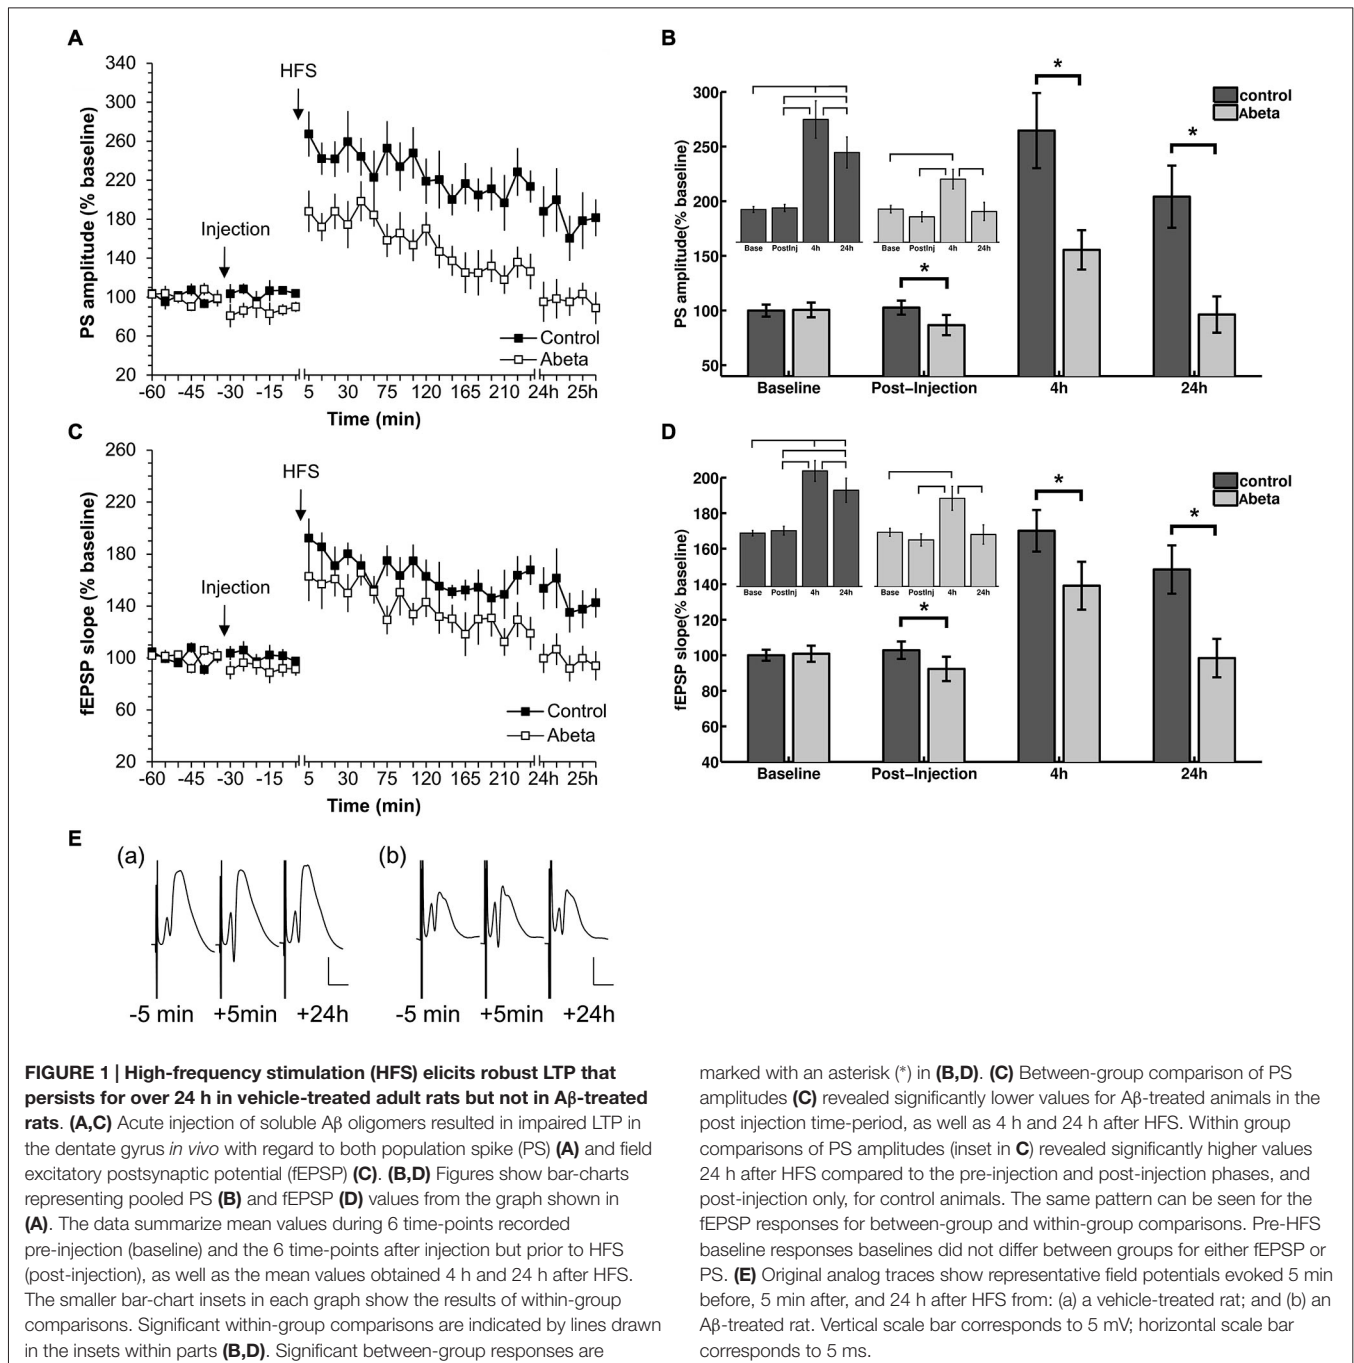 A
340
300
260
220
180
140
100
60
20
PS amplitude (% baseline)
HFS
Injection
Control
Abeta
-60 -45 -30 -15 5 30 75 120 165 210 24h 25h
Time (min)
B
300
250
200
150
100
50
PS amplitude(% baseline)
control
Abeta
* * *
Base PostInj 4h 24h
Base PostInj 4h 24h
Baseline Post-Injection 4h 24h
C
260
220
180
140
100
60
20
fEPSP slope (% baseline)
HFS
Injection
Control
Abeta
-60 -45 -30 -15 5 30 75 120 165 210 24h 25h
Time (min)
D
200
180
160
140
120
100
80
60
40
fEPSP slope(% baseline)
control
Abeta
* * *
Base PostInj 4h 24h
Base PostInj 4h 24h
Baseline Post-Injection 4h 24h
E
(a)
-5 min +5min +24h
(b)
-5 min +5min +24h
FIGURE 1 | High-frequency stimulation (HFS) elicits robust LTP that
persists for over 24 h in vehicle-treated adult rats but not in Aβ-treated
rats. (A,C) Acute injection of soluble Aβ oligomers resulted in impaired LTP in
the dentate gyrus in vivo with regard to both population spike (PS) (A) and field
excitatory postsynaptic potential (fEPSP) (C). (B,D) Figures show bar-charts
representing pooled PS (B) and fEPSP (D) values from the graph shown in
(A). The data summarize mean values during 6 time-points recorded
pre-injection (baseline) and the 6 time-points after injection but prior to HFS
(post-injection), as well as the mean values obtained 4 h and 24 h after HFS.
The smaller bar-chart insets in each graph show the results of within-group
comparisons. Significant within-group comparisons are indicated by lines drawn
in the insets within parts (B,D). Significant between-group responses are
marked with an asterisk (*) in (B,D). (C) Between-group comparison of PS
amplitudes (C) revealed significantly lower values for Aβ-treated animals in the
post injection time-period, as well as 4 h and 24 h after HFS. Within group
comparisons of PS amplitudes (inset in C) revealed significantly higher values
24 h after HFS compared to the pre-injection and post-injection phases, and
post-injection only, for control animals. The same pattern can be seen for the
fEPSP responses for between-group and within-group comparisons. Pre-HFS
baseline responses baselines did not differ between groups for either fEPSP or
PS. (E) Original analog traces show representative field potentials evoked 5 min
before, 5 min after, and 24 h after HFS from: (a) a vehicle-treated rat; and (b) an
Aβ-treated rat. Vertical scale bar corresponds to 5 mV; horizontal scale bar
corresponds to 5 ms.